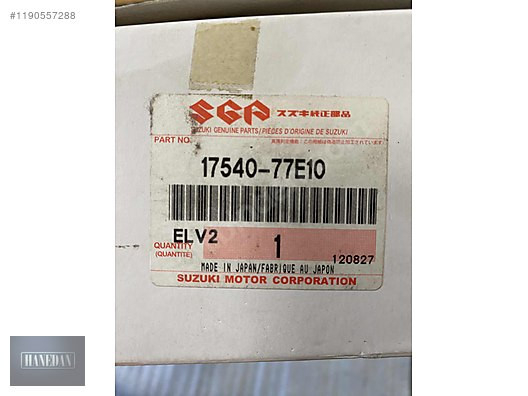 #1190557288
SGP スズキ純正部品
SUZUKI GENUINE PARTS/PIÈCES D'ORIGINE DE SUZUKI
PART NO.
17540-77E10
ELV2
QUANTITY
(QUANTITÉ)
1
120827
MADE IN JAPAN/FABRIQUE AU JAPON
SUZUKI MOTOR CORPORATION
HANEDAN